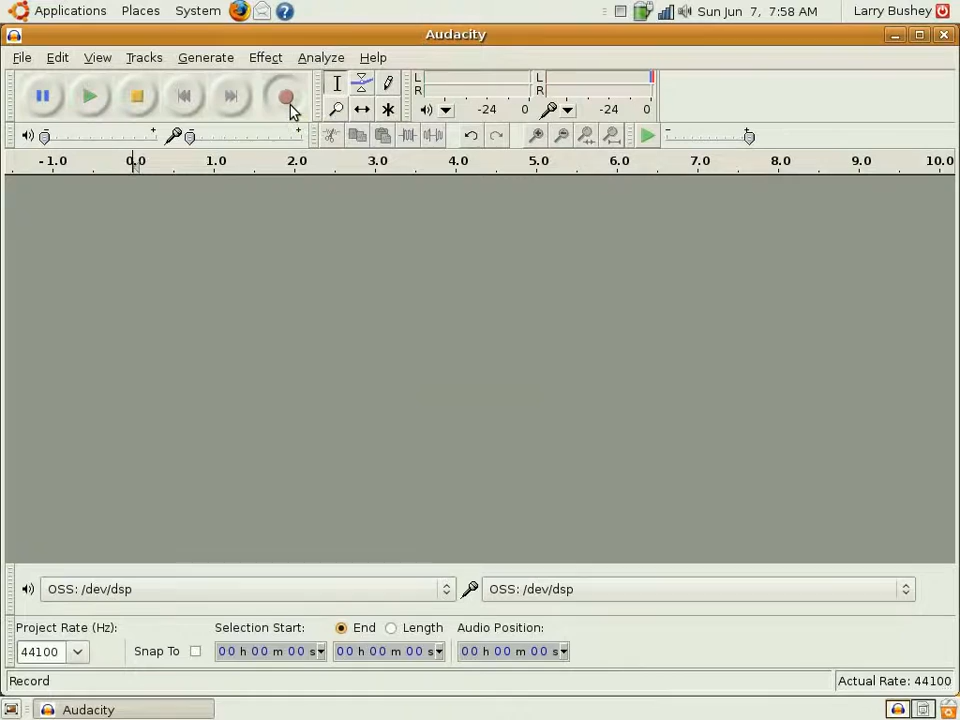 Applications Places System Sun Jun 7, 7:58 AM Larry Bushey
Audacity
File Edit View Tracks Generate Effect Analyze Help
L L
R R
-24 0 -24 0
- + - + - +
- 1.0 0.0 1.0 2.0 3.0 4.0 5.0 6.0 7.0 8.0 9.0 10.0
OSS: /dev/dsp OSS: /dev/dsp
Project Rate (Hz): Selection Start: End Length Audio Position:
44100 Snap To 00 h 00 m 00 s 00 h 00 m 00 s 00 h 00 m 00 s
Record Actual Rate: 44100
Audacity